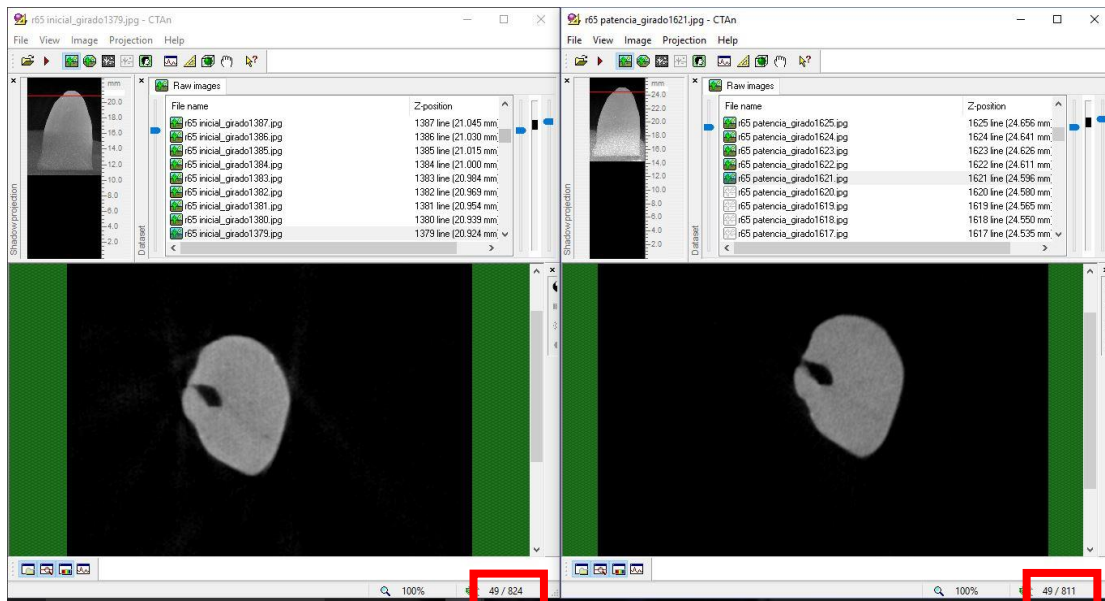 r65 inicial_girado1379.jpg - CTAn
File View Image Projection Help
mm
20.0
18.0
16.0
14.0
12.0
10.0
8.0
6.0
4.0
2.0
Shadow projection
Dataset
Raw images
File name Z-position
r65 inicial_girado1387.jpg 1387 line (21.045 mm)
r65 inicial_girado1386.jpg 1386 line (21.030 mm)
r65 inicial_girado1385.jpg 1385 line (21.015 mm)
r65 inicial_girado1384.jpg 1384 line (21.000 mm)
r65 inicial_girado1383.jpg 1383 line (20.984 mm)
r65 inicial_girado1382.jpg 1382 line (20.969 mm)
r65 inicial_girado1381.jpg 1381 line (20.954 mm)
r65 inicial_girado1380.jpg 1380 line (20.939 mm)
r65 inicial_girado1379.jpg 1379 line (20.924 mm)
100% 49 / 824
r65 patencia_girado1621.jpg - CTAn
File View Image Projection Help
mm
24.0
22.0
20.0
18.0
16.0
14.0
12.0
10.0
8.0
6.0
4.0
2.0
Shadow projection
Dataset
Raw images
File name Z-position
r65 patencia_girado1625.jpg 1625 line (24.656 mm)
r65 patencia_girado1624.jpg 1624 line (24.641 mm)
r65 patencia_girado1623.jpg 1623 line (24.626 mm)
r65 patencia_girado1622.jpg 1622 line (24.611 mm)
r65 patencia_girado1621.jpg 1621 line (24.596 mm)
r65 patencia_girado1620.jpg 1620 line (24.580 mm)
r65 patencia_girado1619.jpg 1619 line (24.565 mm)
r65 patencia_girado1618.jpg 1618 line (24.550 mm)
r65 patencia_girado1617.jpg 1617 line (24.535 mm)
100% 49 / 811